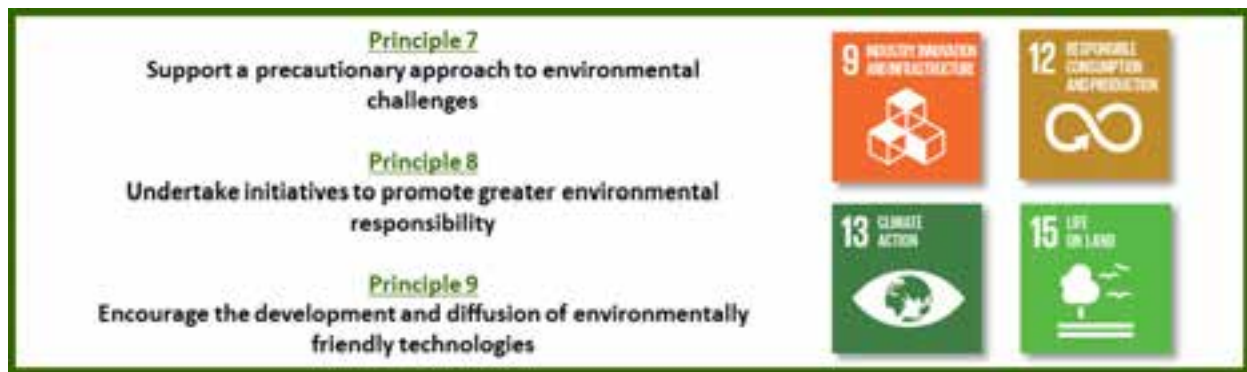 Principle 7
Support a precautionary approach to environmental
challenges
Principle 8
Undertake initiatives to promote greater environmental
responsibility
Principle 9
Encourage the development and diffusion of environmentally
friendly technologies
9 INDUSTRY INNOVATION
AND INFRASTRUCTURE
12 RESPONSIBLE
CONSUMPTION
AND PRODUCTION
13 CLIMATE
ACTION
15 LIFE
ON LAND